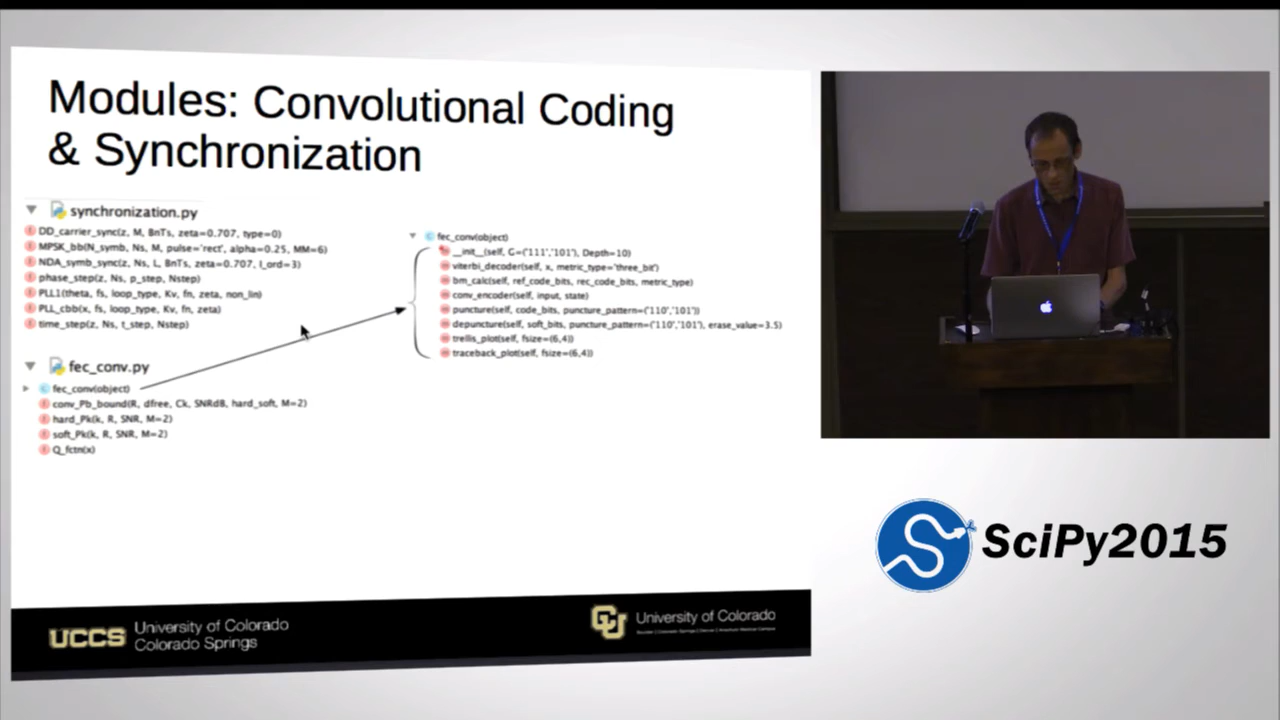 Modules: Convolutional Coding
& Synchronization
synchronization.py
DD_carrier_sync(z, M, BnTs, zeta=0.707, type=0)
MPSK_bb(N_symb, Ns, M, pulse='rect', alpha=0.25, MM=6)
NDA_symb_sync(z, Ns, L, BnTs, zeta=0.707, I_ord=3)
phase_step(z, Ns, p_step, Nstep)
PLL1(theta, fs, loop_type, Kv, fn, zeta, non_lin)
PLL_cbb(x, fs, loop_type, Kv, fn, zeta)
time_step(z, Ns, t_step, Nstep)
fec_conv.py
fec_conv(object)
conv_Pb_bound(R, dfree, Ck, SNRdB, hard_soft, M=2)
hard_Pk(k, R, SNR, M=2)
soft_Pk(k, R, SNR, M=2)
Q_fctn(x)
fec_conv(object)
__init__(self, G=('111','101'), Depth=10)
viterbi_decoder(self, x, metric_type='three_bit')
bm_calc(self, ref_code_bits, rec_code_bits, metric_type)
conv_encoder(self, input, state)
puncture(self, code_bits, puncture_pattern=('110','101'))
depuncture(self, soft_bits, puncture_pattern=('110','101'), erase_value=3.5)
trellis_plot(self, fsize=(6,4))
traceback_plot(self, fsize=(6,4))
UCCS
University of Colorado
Colorado Springs
CU
University of Colorado
SciPy2015